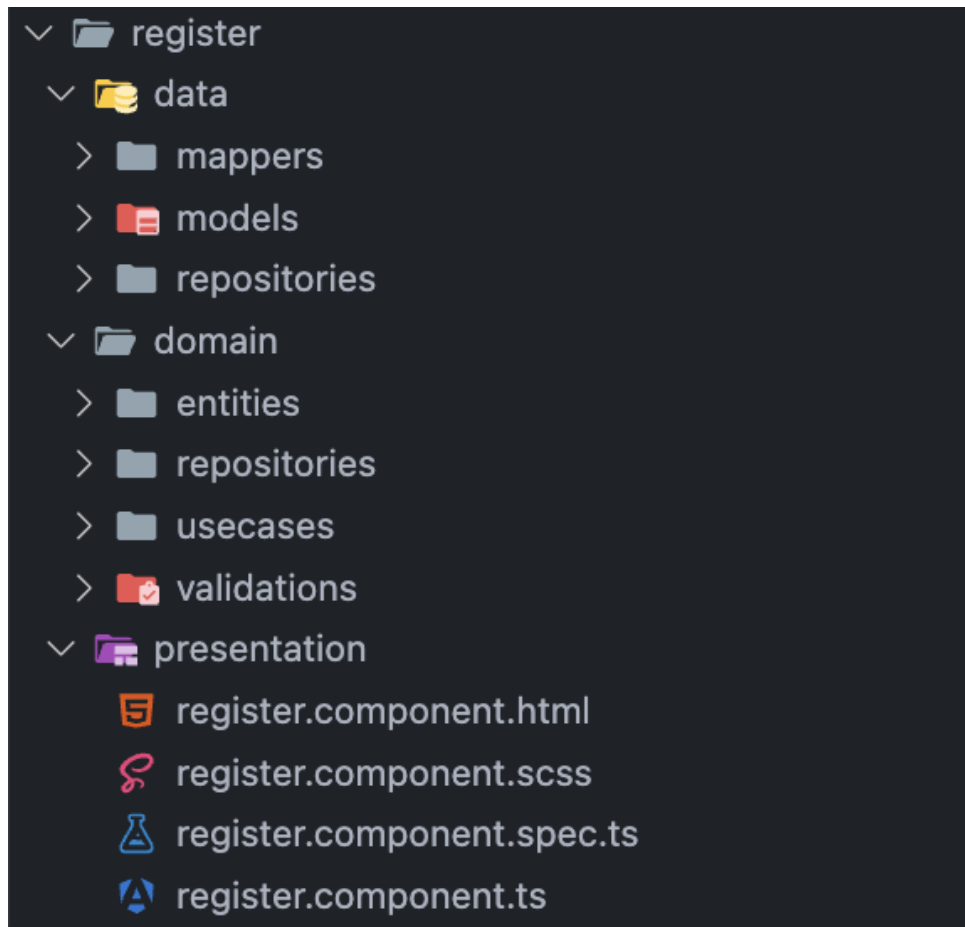 register
data
mappers
models
repositories
domain
entities
repositories
usecases
validations
presentation
register.component.html
register.component.scss
register.component.spec.ts
register.component.ts